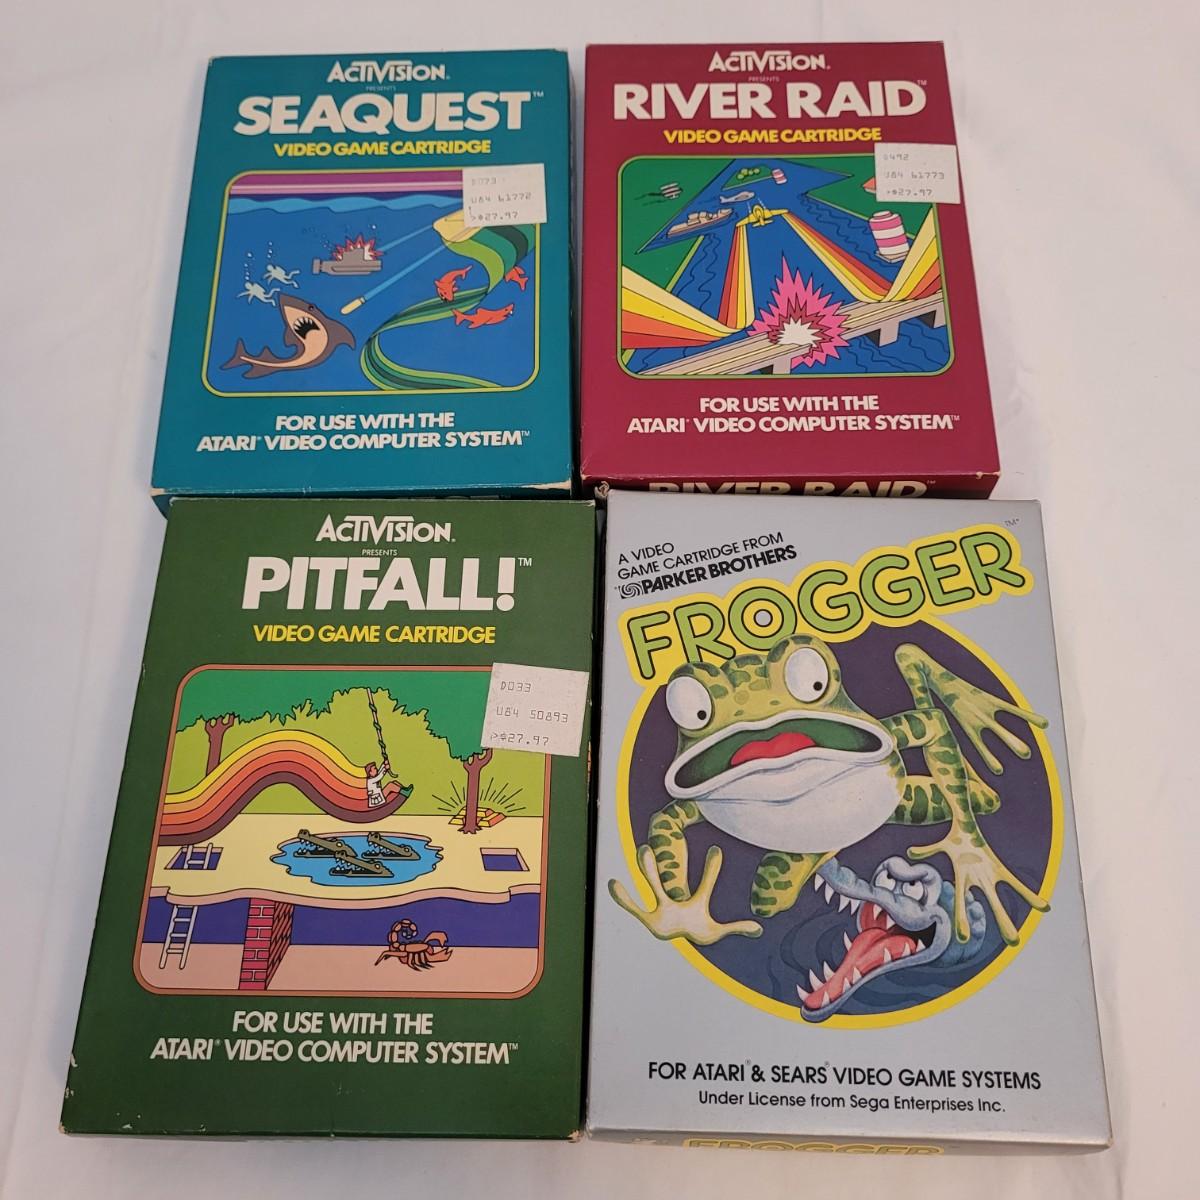 ACTIVISION®
PRESENTS
SEAQUEST™
VIDEO GAME CARTRIDGE
D073
U84 61772
>$27.97
FOR USE WITH THE
ATARI® VIDEO COMPUTER SYSTEM™
ACTIVISION®
PRESENTS
RIVER RAID™
VIDEO GAME CARTRIDGE
D492
U84 61773
>$27.97
FOR USE WITH THE
ATARI® VIDEO COMPUTER SYSTEM™
RIVER RAID™
ACTIVISION®
PRESENTS
PITFALL!™
VIDEO GAME CARTRIDGE
D033
U84 50893
>$27.97
FOR USE WITH THE
ATARI® VIDEO COMPUTER SYSTEM™
A VIDEO
GAME CARTRIDGE FROM
PARKER BROTHERS
FROGGER™
FOR ATARI® & SEARS® VIDEO GAME SYSTEMS
Under License from Sega Enterprises Inc.
FROGGER